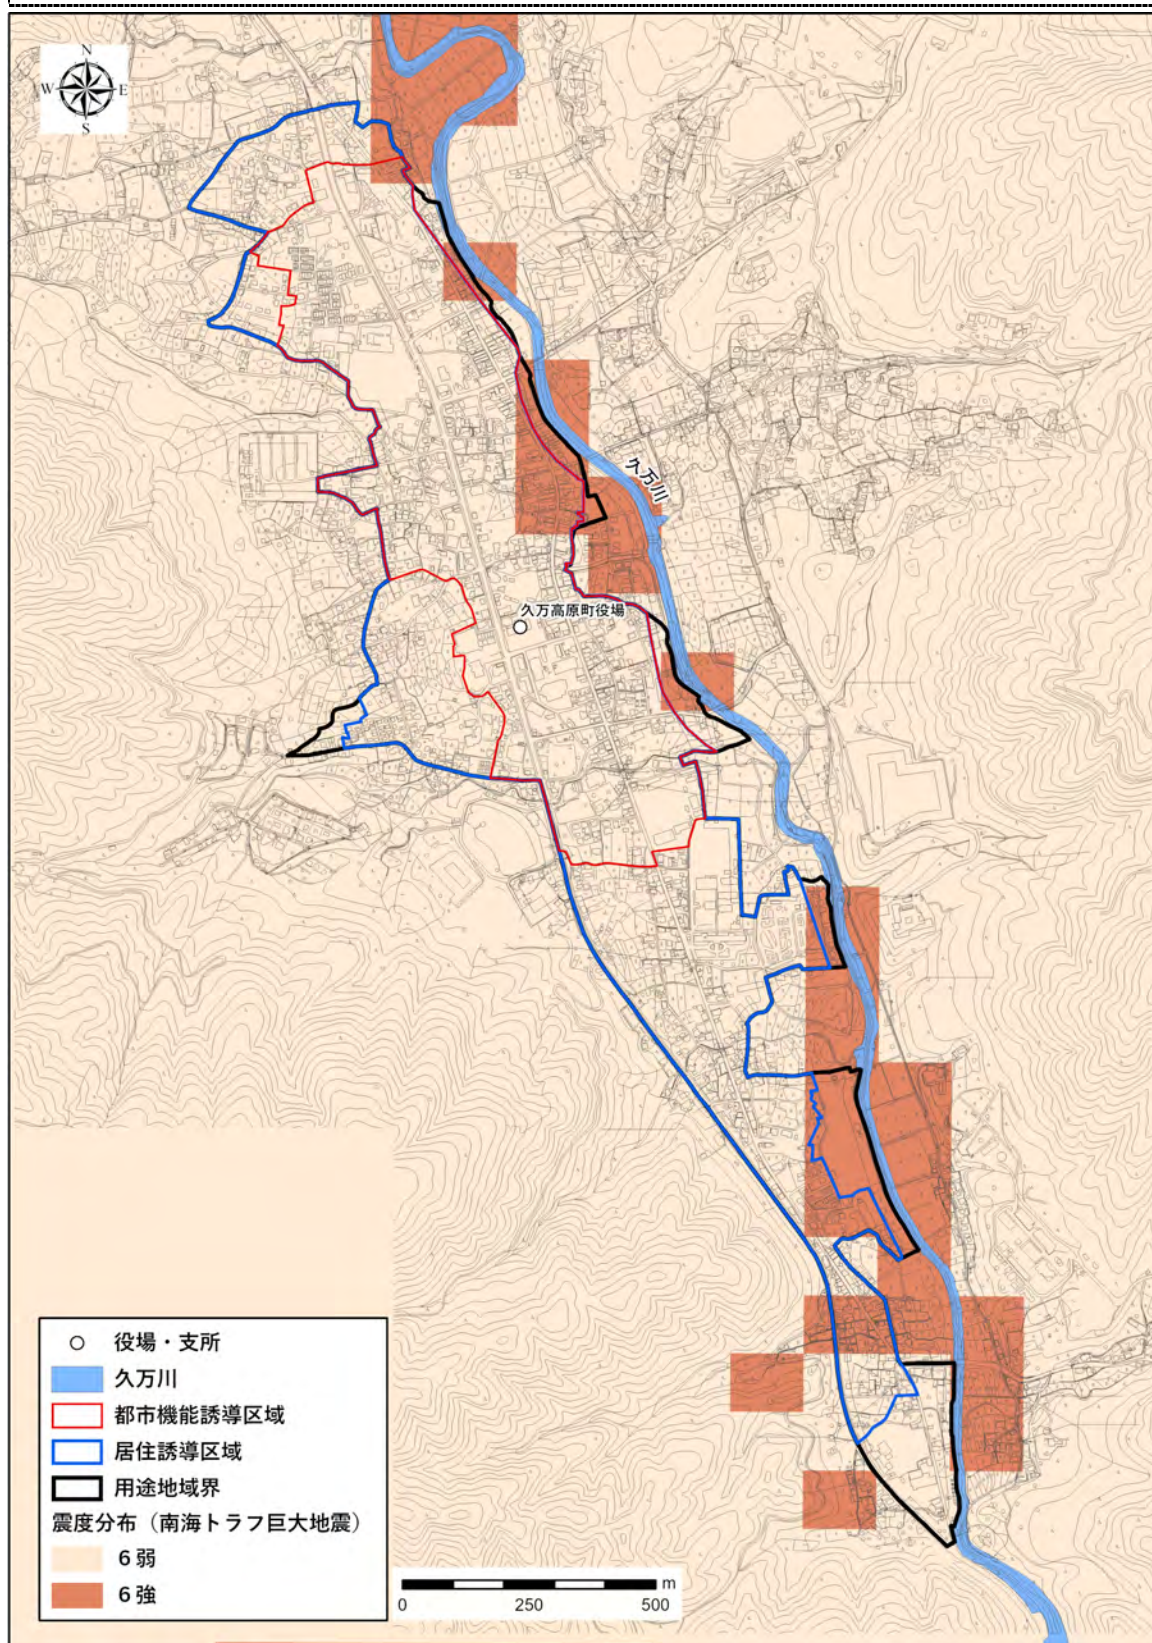 N
W E
S
久万川
久万高原町役場
役場・支所
久万川
都市機能誘導区域
居住誘導区域
用途地域界
震度分布（南海トラフ巨大地震）
6弱
6強
m
0 250 500